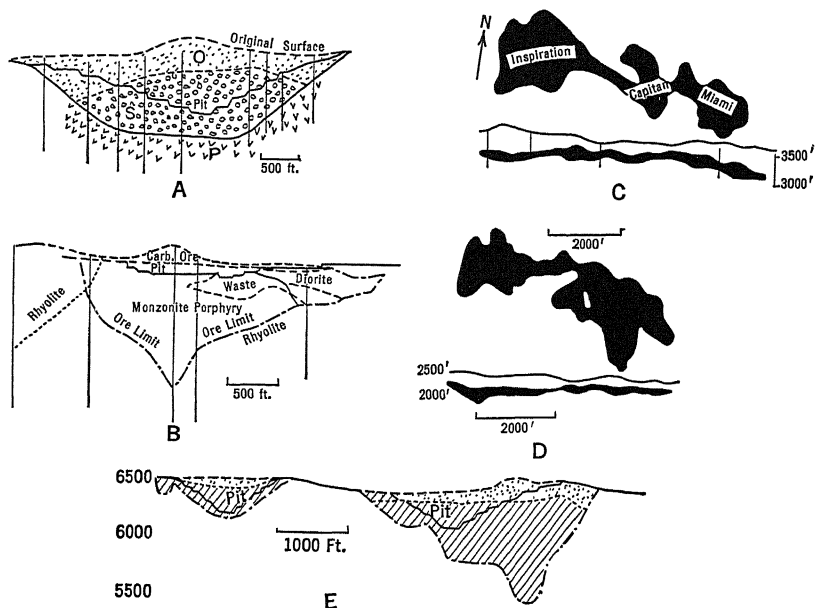 Original Surface
O
Pit
S
P
500 ft.
A
N
Inspiration
Capitan
Miami
3500'
3000'
C
Carb. Ore
Pit
Waste
Diorite
Rhyolite
Monzonite Porphyry
Ore Limit
Ore Limit
Rhyolite
500 ft.
B
2000'
2500'
2000'
2000'
D
6500
6000
5500
Pit
Pit
1000 Ft.
E